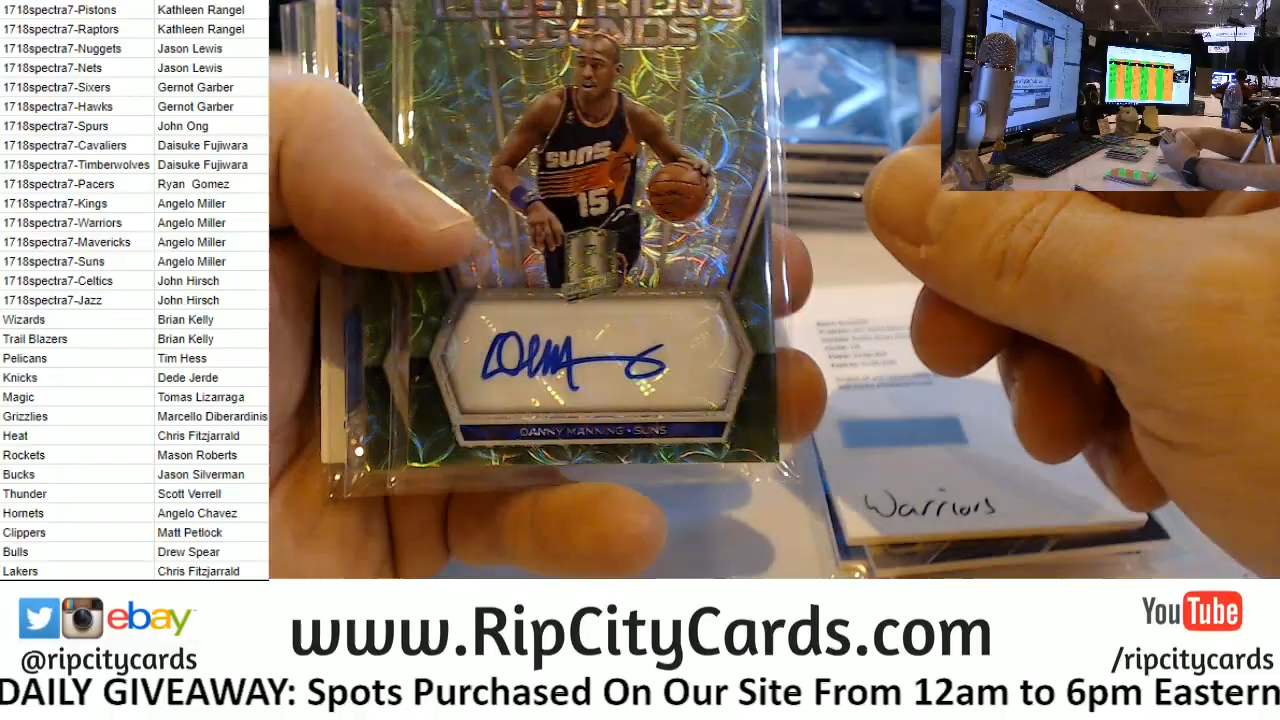 1718spectra7-Pistons Kathleen Rangel
1718spectra7-Raptors Kathleen Rangel
1718spectra7-Nuggets Jason Lewis
1718spectra7-Nets Jason Lewis
1718spectra7-Sixers Gernot Garber
1718spectra7-Hawks Gernot Garber
1718spectra7-Spurs John Ong
1718spectra7-Cavaliers Daisuke Fujiwara
1718spectra7-Timberwolves Daisuke Fujiwara
1718spectra7-Pacers Ryan Gomez
1718spectra7-Kings Angelo Miller
1718spectra7-Warriors Angelo Miller
1718spectra7-Mavericks Angelo Miller
1718spectra7-Suns Angelo Miller
1718spectra7-Celtics John Hirsch
1718spectra7-Jazz John Hirsch
Wizards Brian Kelly
Trail Blazers Brian Kelly
Pelicans Tim Hess
Knicks Dede Jerde
Magic Tomas Lizarraga
Grizzlies Marcello Diberardinis
Heat Chris Fitzjarrald
Rockets Mason Roberts
Bucks Jason Silverman
Thunder Scott Verrell
Hornets Angelo Chavez
Clippers Matt Petlock
Bulls Drew Spear
Lakers Chris Fitzjarrald
ILLUSTRIOUS
LEGENDS
SUNS
15
DANNY MANNING • SUNS
Warriors
ebay
@ripcitycards
www.RipCityCards.com
YouTube
/ripcitycards
DAILY GIVEAWAY: Spots Purchased On Our Site From 12am to 6pm Eastern